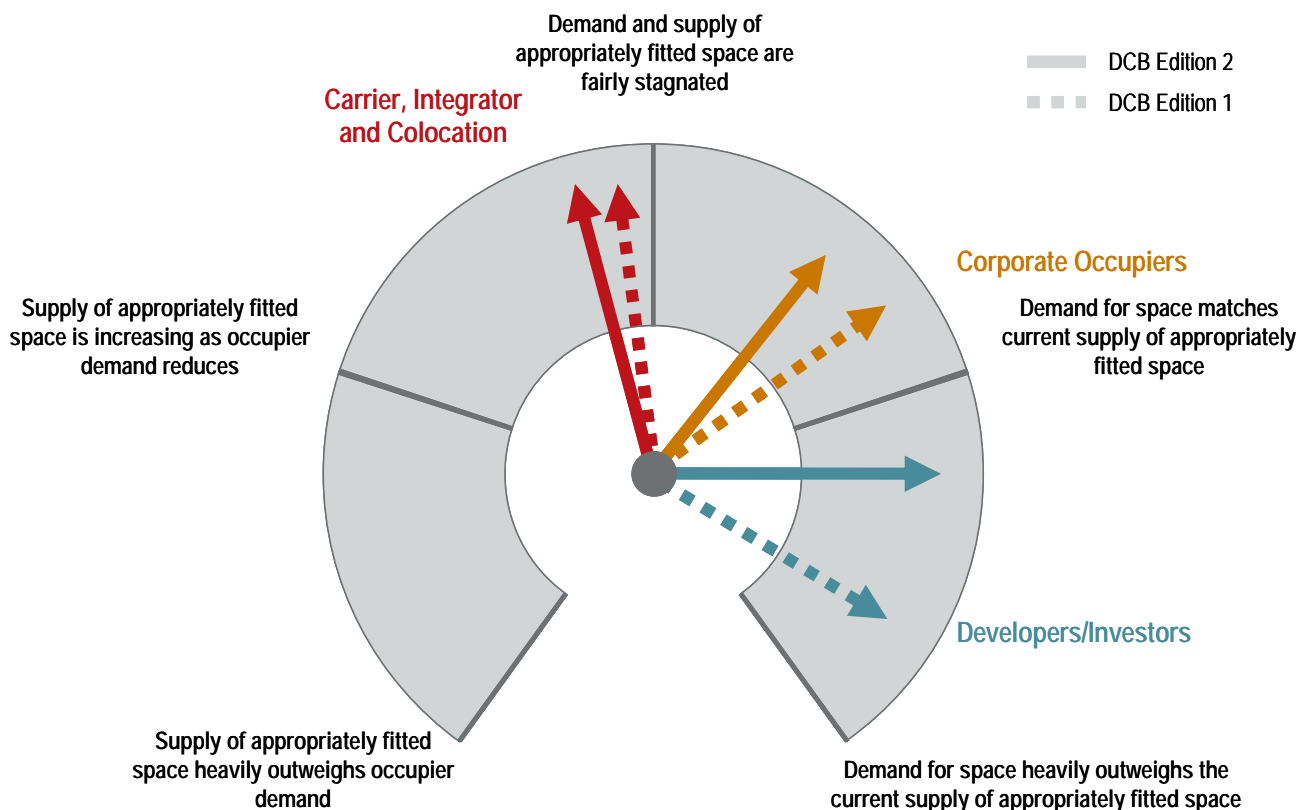 Demand and supply of
appropriately fitted space are
fairly stagnated
DCB Edition 2
DCB Edition 1
Carrier, Integrator
and Colocation
Corporate Occupiers
Supply of appropriately fitted
space is increasing as occupier
demand reduces
Demand for space matches
current supply of appropriately
fitted space
Developers/Investors
Supply of appropriately fitted
space heavily outweighs occupier
demand
Demand for space heavily outweighs the
current supply of appropriately fitted space